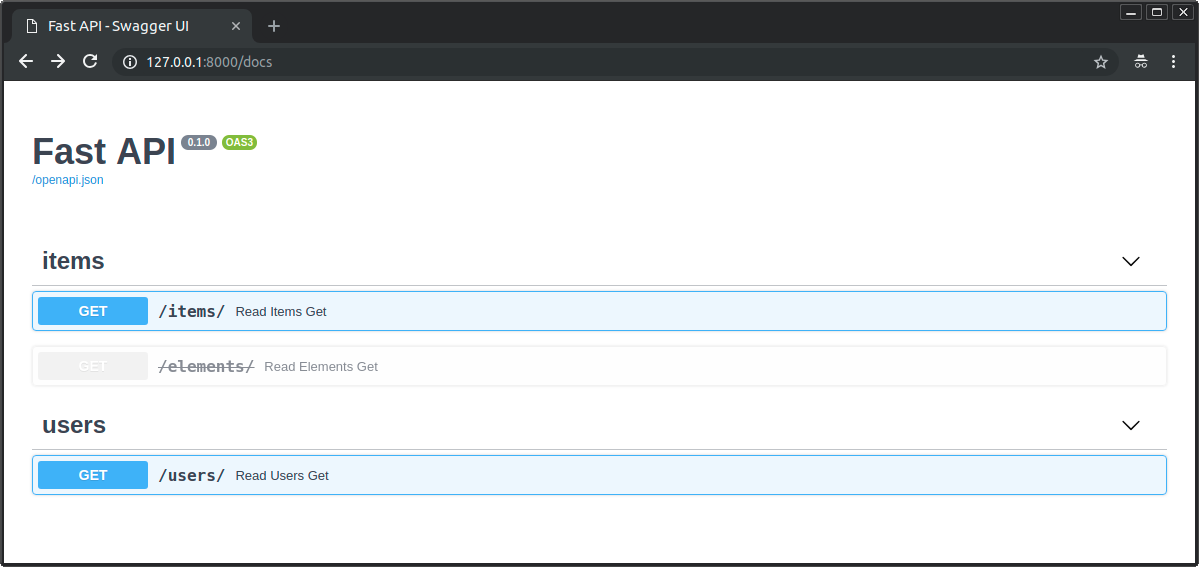 Fast API - Swagger UI
127.0.0.1:8000/docs
Fast API 0.1.0 OAS3
/openapi.json
items
GET /items/ Read Items Get
GET /elements/ Read Elements Get
users
GET /users/ Read Users Get